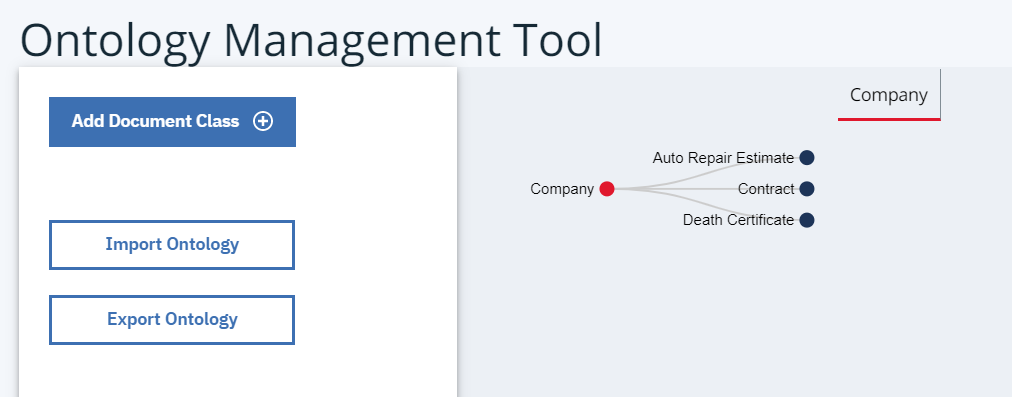 Ontology Management Tool
Add Document Class
Import Ontology
Export Ontology
Company
Auto Repair Estimate
Company
Contract
Death Certificate